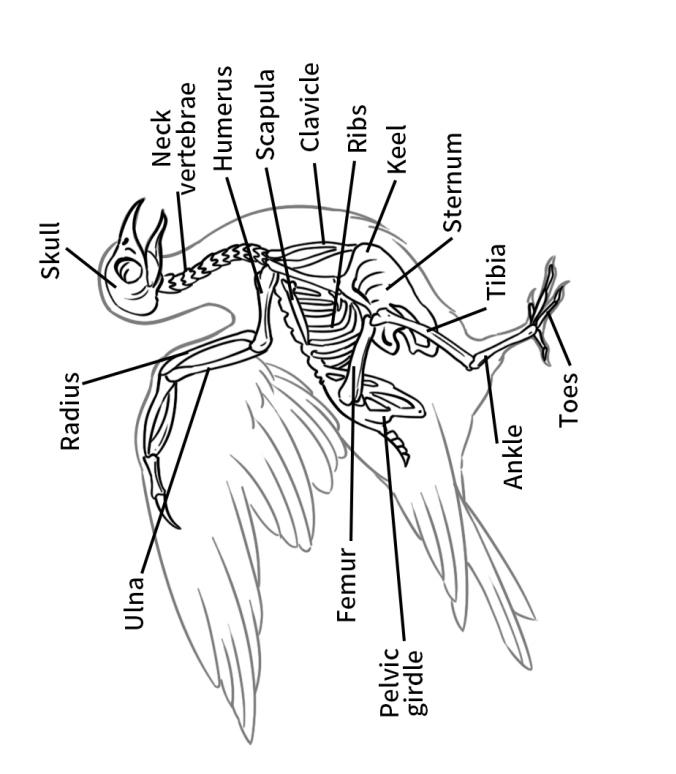 Skull
Neck
vertebrae
Humerus
Scapula
Clavicle
Ribs
Keel
Sternum
Tibia
Radius
Toes
Ankle
Ulna
Femur
Pelvic
girdle